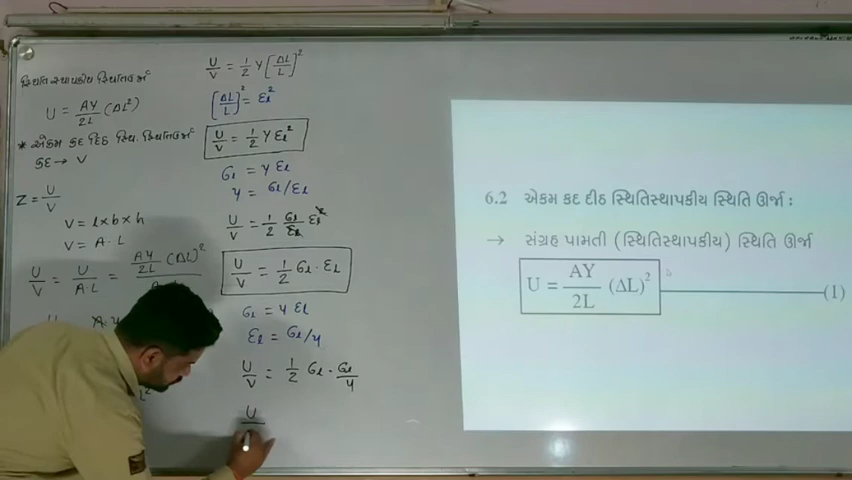 સ્થિતિસ્થાપકીય સ્થિતિઊર્જા
U = AY/2L (ΔL²)
* એકમ કદ દિઠ સ્થિ. સ્થિતિઊર્જા
કદ → V
Z = U/V
V = l × b × h
V = A · L
U/V = U/A·L = AY/2L (ΔL)²
U/V = 1/2 Y [ΔL/L]²
[ΔL/L]² = εl²
U/V = 1/2 Y εl²
σl = Y εl
Y = σl/εl
U/V = 1/2 σl/εl εl²
U/V = 1/2 σl · εl
σl = Y εl
εl = σl/Y
U/V = 1/2 σl · σl/Y
U
6.2 એકમ કદ દીઠ સ્થિતિસ્થાપકીય સ્થિતિ ઊર્જા :
→ સંગ્રહ પામતી (સ્થિતિસ્થાપકીય) સ્થિતિ ઊર્જા
U = AY/2L (ΔL)² (1)